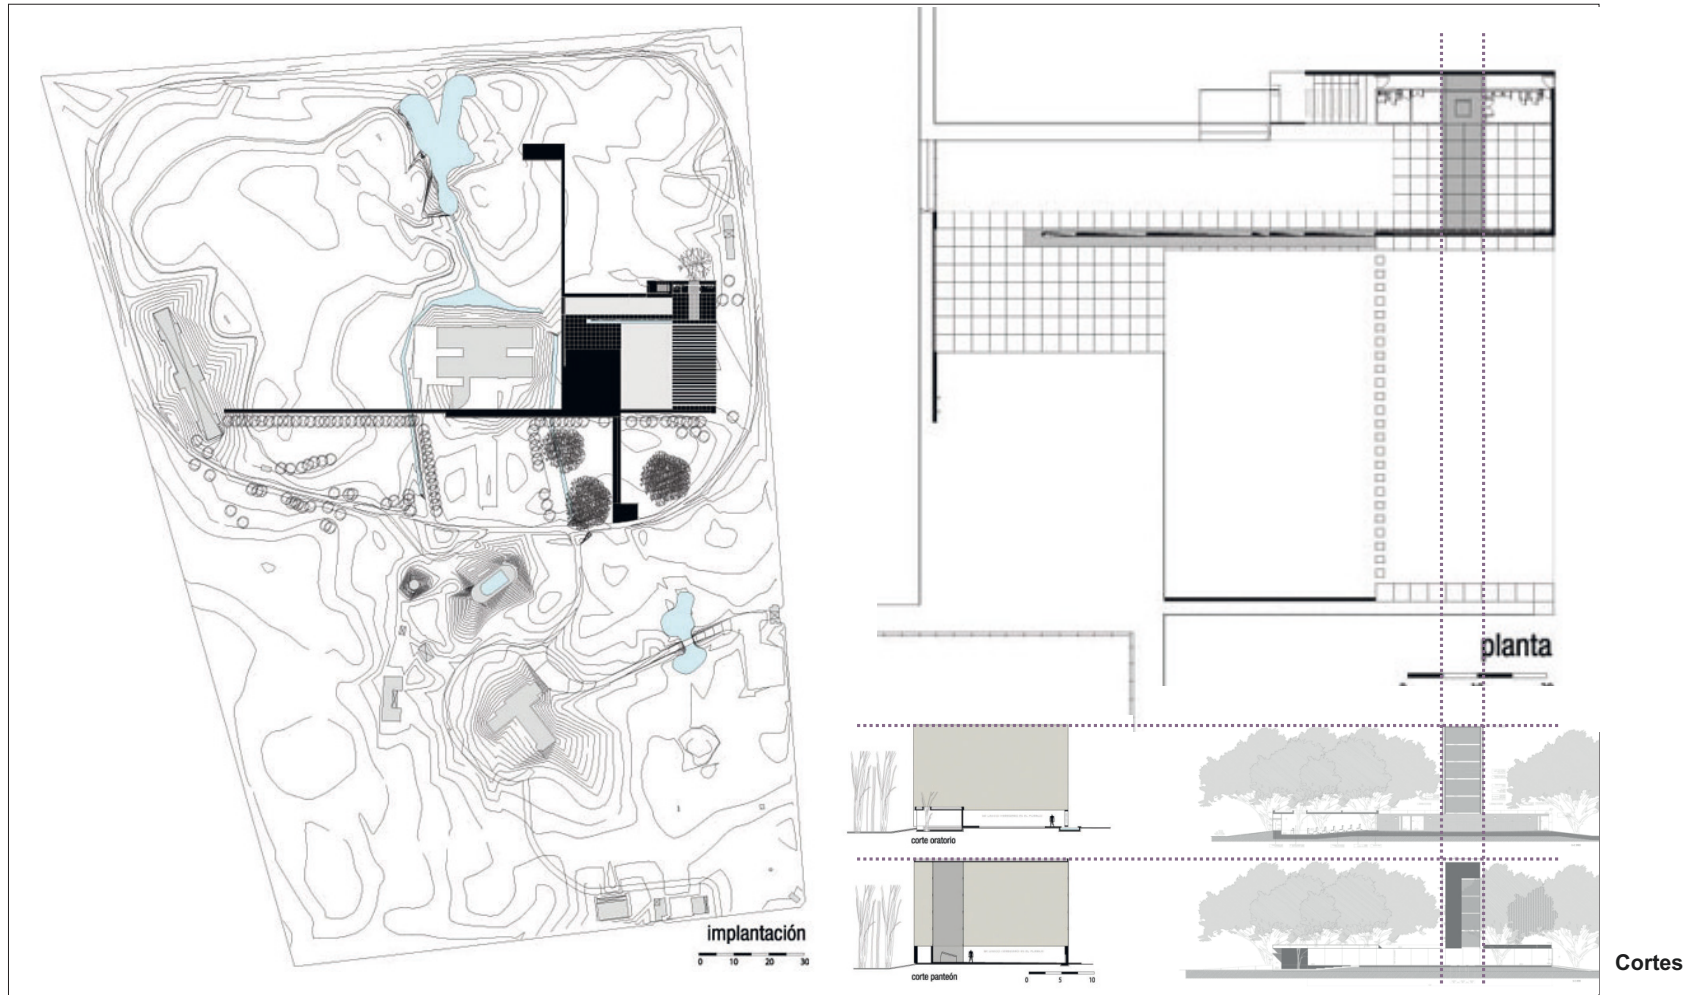 implantación
0 10 20 30
planta
corte oratorio
corte panteón
0 5 10
Cortes